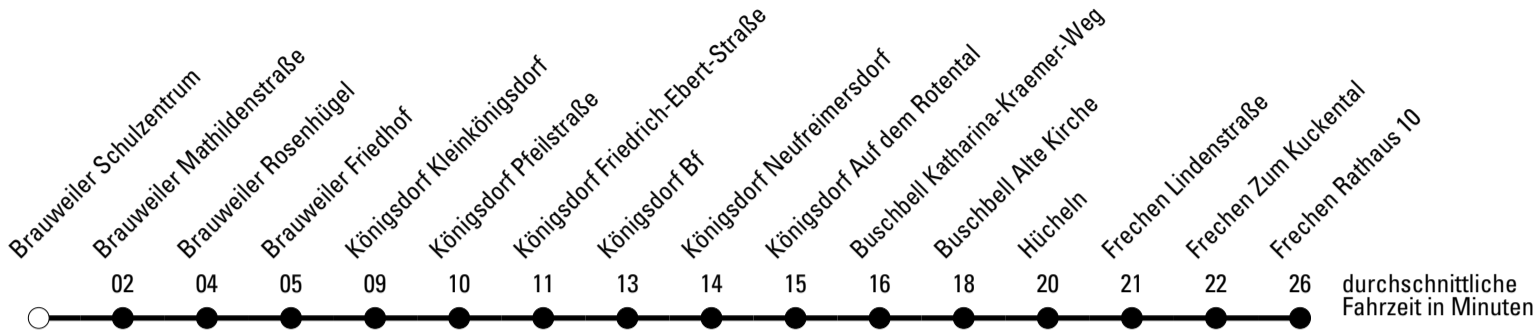 Brauweiler Schulzentrum
Brauweiler Mathildenstraße
Brauweiler Rosenhügel
Brauweiler Friedhof
Königsdorf Kleinkönigsdorf
Königsdorf Pfeilstraße
Königsdorf Friedrich-Ebert-Straße
Königsdorf Bf
Königsdorf Neufreimersdorf
Königsdorf Auf dem Rotental
Buschbell Katharina-Kraemer-Weg
Buschbell Alte Kirche
Hücheln
Frechen Lindenstraße
Frechen Zum Kuckental
Frechen Rathaus 10
02 04 05 09 10 11 13 14 15 16 18 20 21 22 26
durchschnittliche
Fahrzeit in Minuten